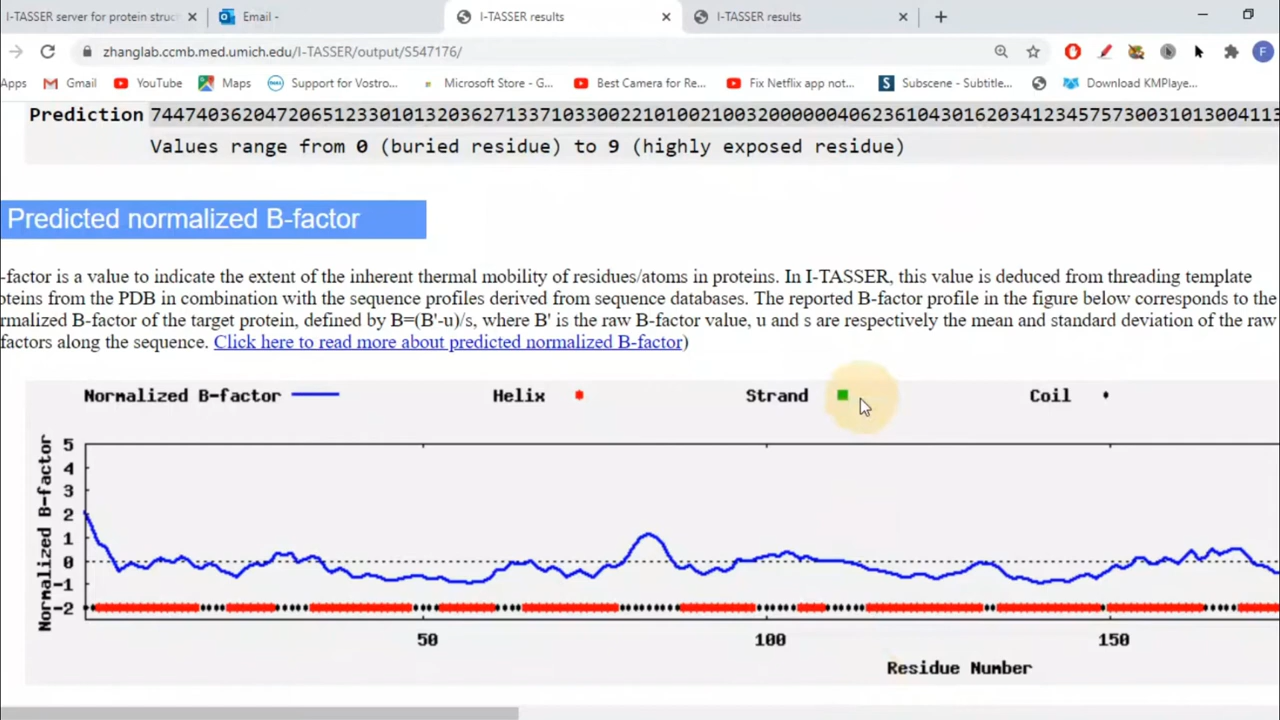 I-TASSER server for protein struc
Email -
I-TASSER results
I-TASSER results
zhanglab.ccmb.med.umich.edu/I-TASSER/output/S547176/
F
Apps Gmail YouTube Maps Support for Vostro... Microsoft Store - G... Best Camera for Re... Fix Netflix app not... S Subscene - Subtitle... Download KMPlaye...
Prediction 7447403620472065123301013203627133710330022101002100320000000406236104301620341234575730031013004113
Values range from 0 (buried residue) to 9 (highly exposed residue)
Predicted normalized B-factor
-factor is a value to indicate the extent of the inherent thermal mobility of residues/atoms in proteins. In I-TASSER, this value is deduced from threading template
oteins from the PDB in combination with the sequence profiles derived from sequence databases. The reported B-factor profile in the figure below corresponds to the
rmalized B-factor of the target protein, defined by B=(B'-u)/s, where B' is the raw B-factor value, u and s are respectively the mean and standard deviation of the raw
factors along the sequence. Click here to read more about predicted normalized B-factor)
Normalized B-factor Helix Strand Coil
Normalized B-factor
5
4
3
2
1
0
-1
-2
50 100 150
Residue Number